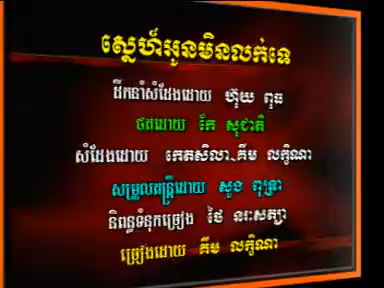 ស្នេហ៍អូនមិនលក់ទេ
ដឹកនាំសំដែងដោយ ហ៊ុយ ពុធ
ថតដោយ កែ សុជាតិ
សំដែងដោយ កេតសិលា-គឹម លក្ខិណា
សម្រួលតន្ត្រីដោយ សួង ពុទ្រា
និពន្ធទំនុកច្រៀង ថៃ នរះសត្យា
ច្រៀងដោយ គឹម លក្ខិណា